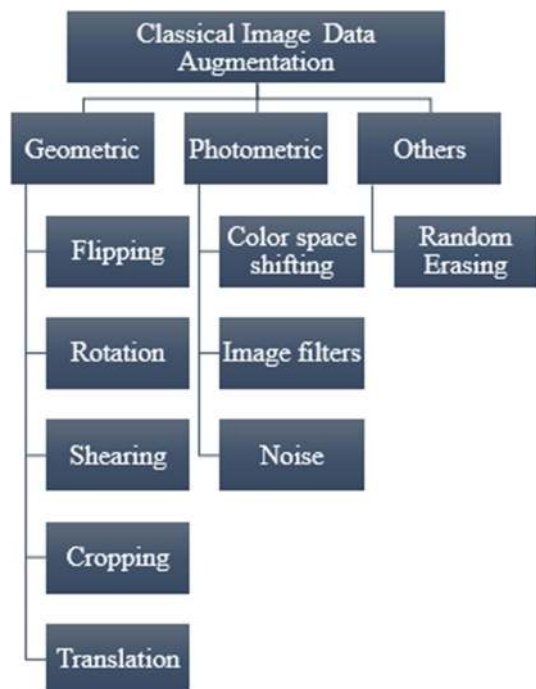 Classical Image Data
Augmentation
Geometric
Photometric
Others
Flipping
Rotation
Shearing
Cropping
Translation
Color space
shifting
Image filters
Noise
Random
Erasing